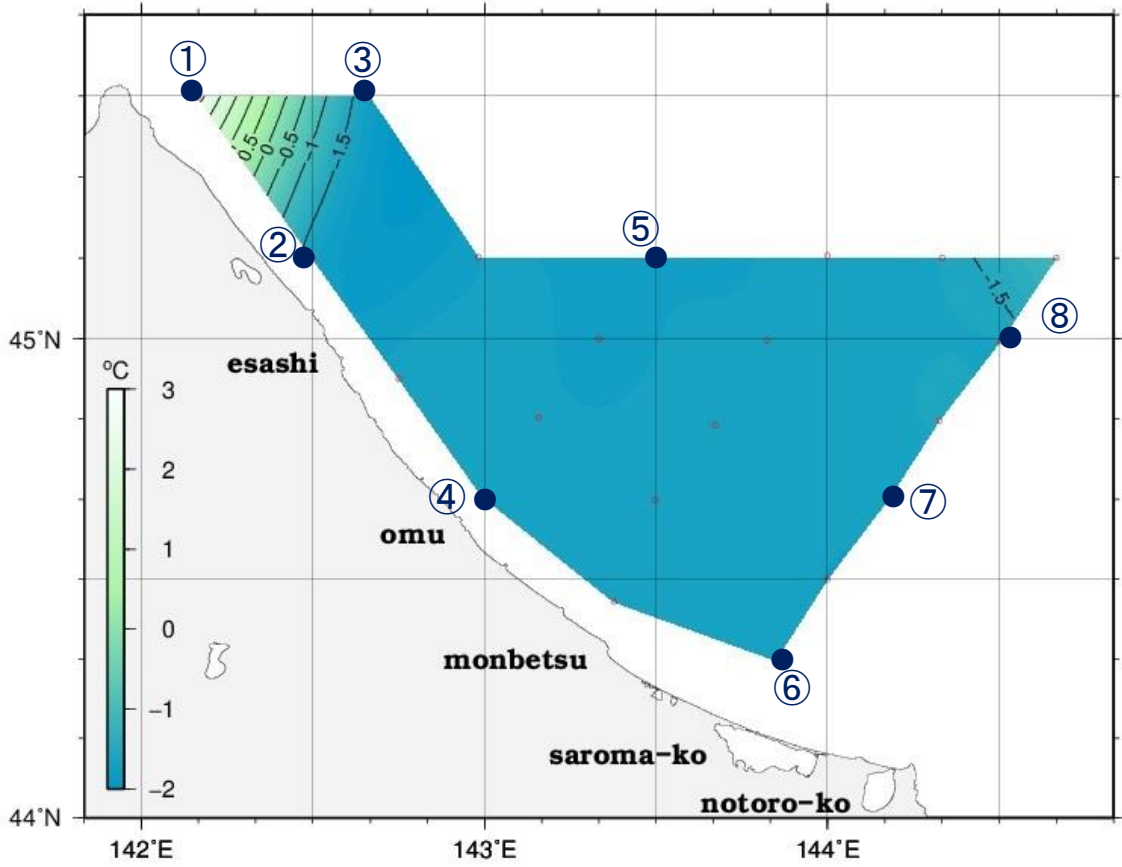 ① ③
0.5 0 -0.5 -1 -1.5
② ⑤
-1.5
⑧
45°N
esashi
°C
3
2
1
0
-1
-2
④
⑦
omu
monbetsu
⑥
saroma-ko
notoro-ko
44°N
142°E 143°E 144°E